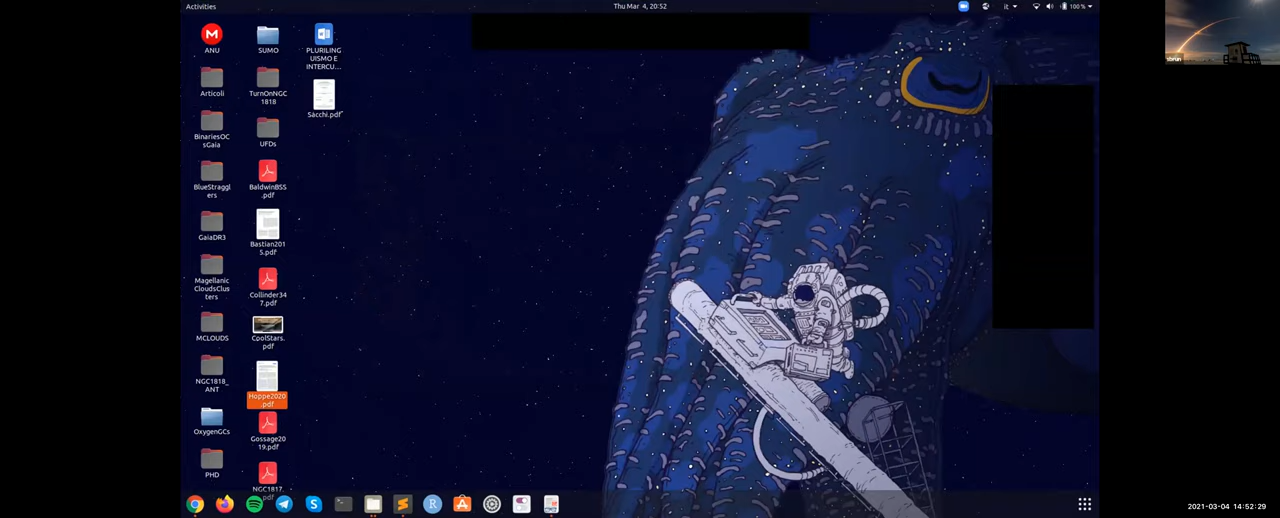 Activities
Thu Mar 4, 20:52
it
100 %
ANU
SUMO
PLURILING
UISMO E
INTERCU...
Articoli
TurnOnNGC
1818
Sacchi.pdf
BinariesOC
sGaia
UFDs
BlueStraggl
ers
BaldwinBSS
.pdf
GaiaDR3
Bastian201
5.pdf
Magellanic
CloudsClus
ters
Collinder34
7.pdf
MCLOUDS
CoolStars.
pdf
NGC1818_
ANT
Hoppe2020
.pdf
OxygenGCs
Gossage20
19.pdf
PHD
NGC1817.
pdf
sbrun
2021-03-04 14:52:29